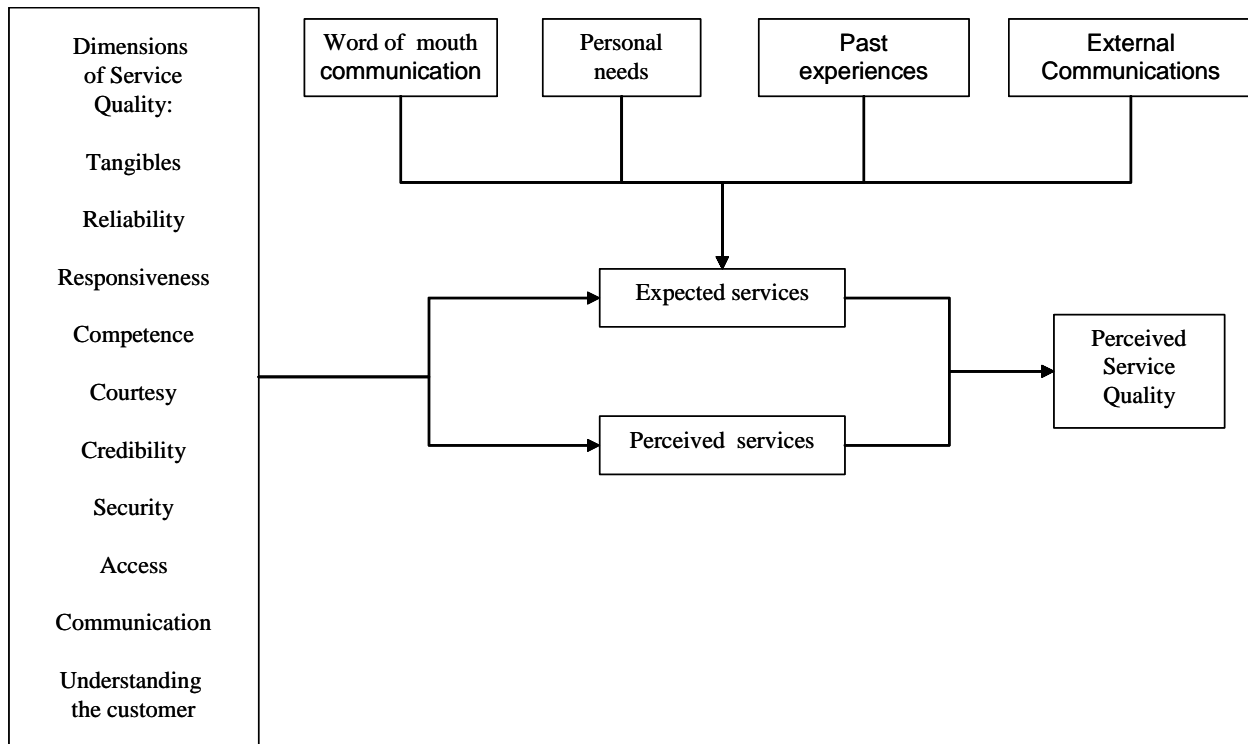 Dimensions
of Service
Quality:
Tangibles
Reliability
Responsiveness
Competence
Courtesy
Credibility
Security
Access
Communication
Understanding
the customer
Word of mouth
communication
Personal
needs
Past
experiences
External
Communications
Expected services
Perceived services
Perceived
Service
Quality